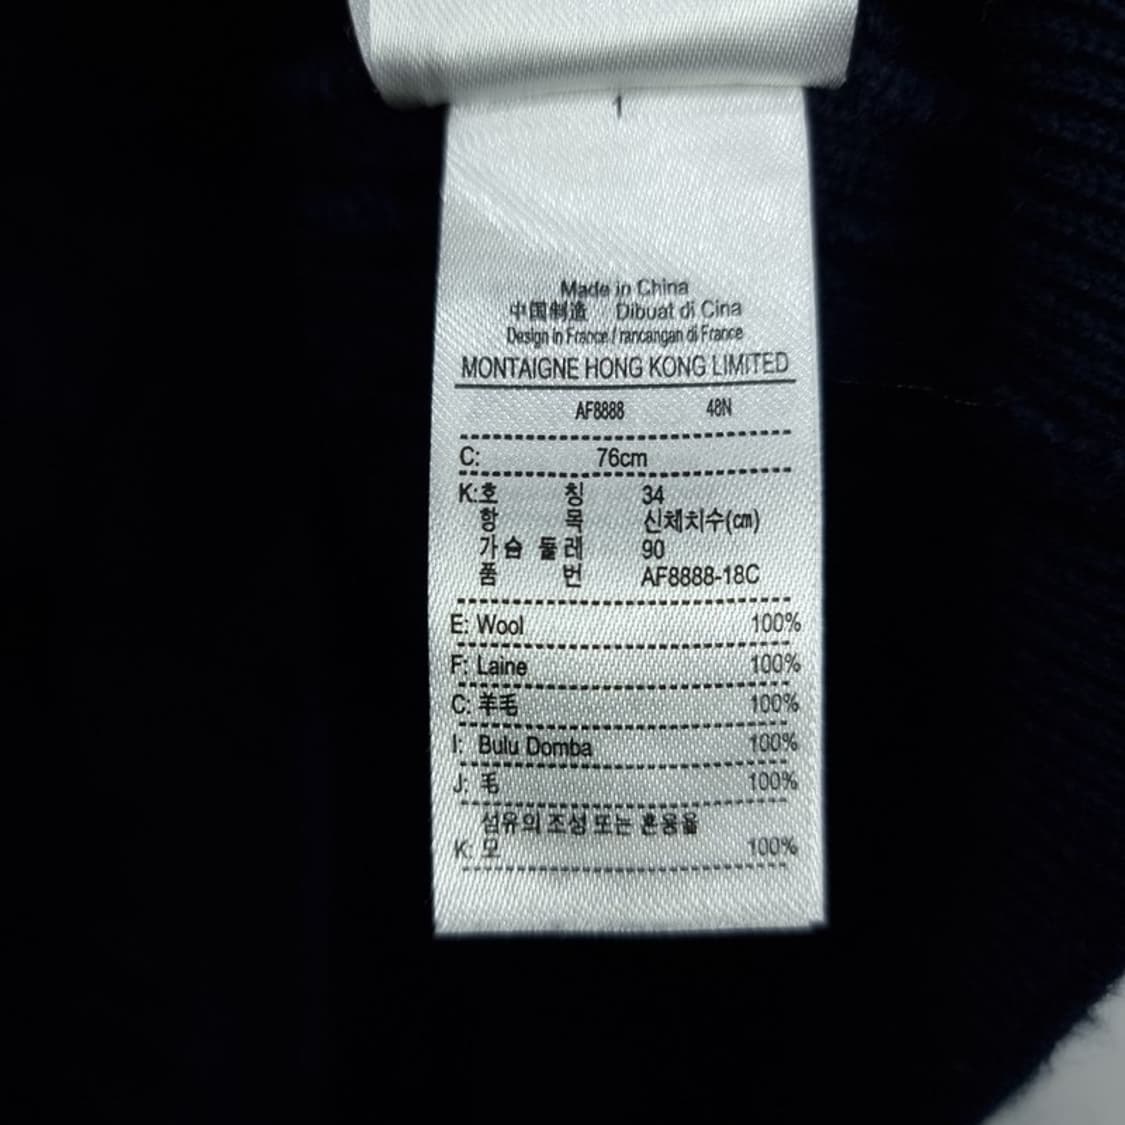 1
Made in China
中国制造 Dibuat di Cina
Design in France / rancangan di France
MONTAIGNE HONG KONG LIMITED
AF8888 48N
C: 76cm
K:호 칭 34
항 목 신체치수(cm)
가슴 둘레 90
품 번 AF8888-18C
E: Wool 100%
F: Laine 100%
C: 羊毛 100%
I: Bulu Domba 100%
J: 毛 100%
섬유의 조성 또는 혼용율
K: 모 100%